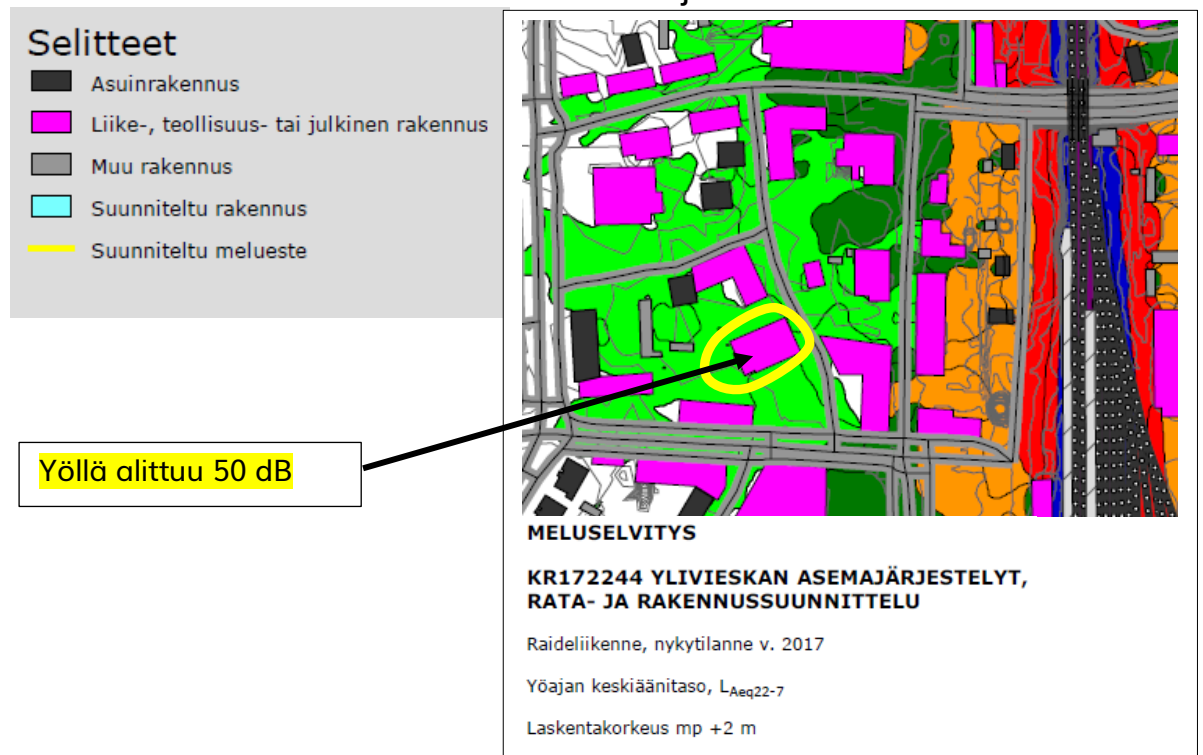 Selitteet
Asuinrakennus
Liike-, teollisuus- tai julkinen rakennus
Muu rakennus
Suunniteltu rakennus
Suunniteltu melueste
Yöllä alittuu 50 dB
MELUSELVITYS
KR172244 YLIVIESKAN ASEMAJÄRJESTELYT,
RATA- JA RAKENNUSSUUNNITTELU
Raideliikenne, nykytilanne v. 2017
Yöajan keskiäänitaso, LAeq22-7
Laskentakorkeus mp +2 m